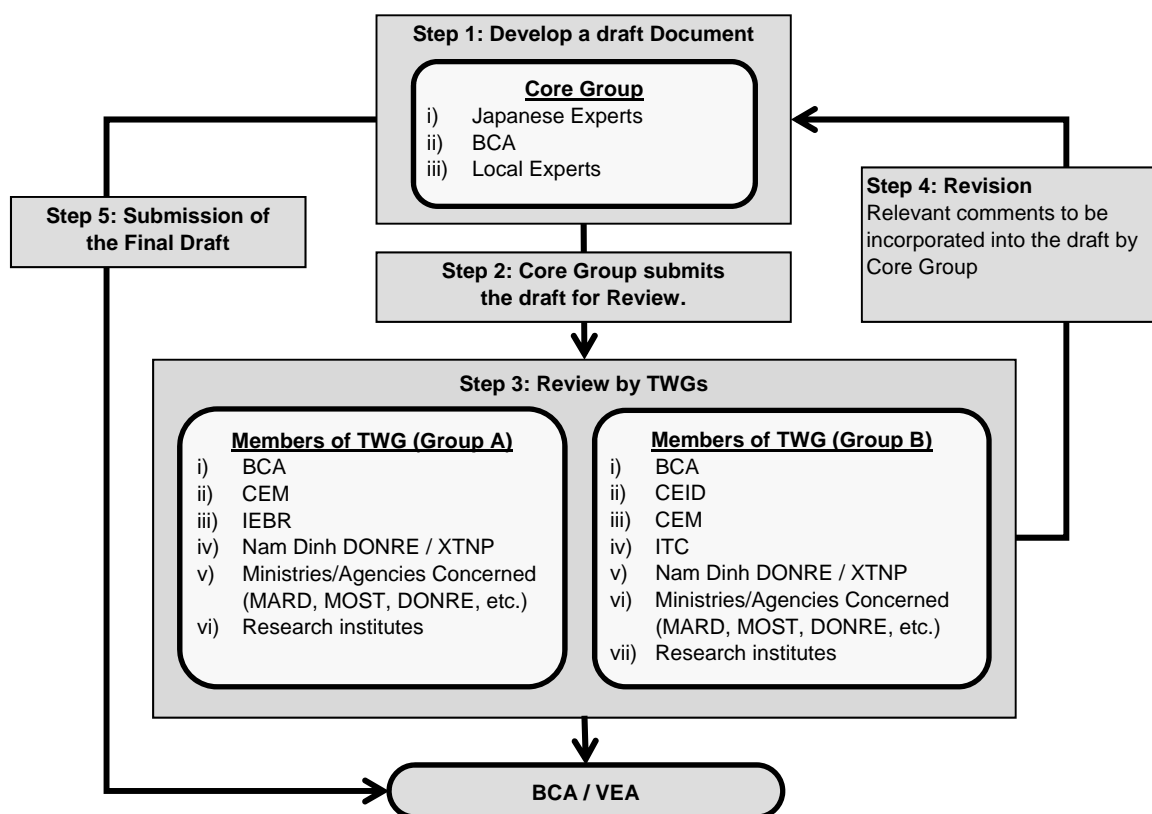 Step 1: Develop a draft Document
Core Group
i) Japanese Experts
ii) BCA
iii) Local Experts
Step 5: Submission of
the Final Draft
Step 4: Revision
Relevant comments to be
incorporated into the draft by
Core Group
Step 2: Core Group submits
the draft for Review.
Step 3: Review by TWGs
Members of TWG (Group A)
i) BCA
ii) CEM
iii) IEBR
iv) Nam Dinh DONRE / XTNP
v) Ministries/Agencies Concerned
(MARD, MOST, DONRE, etc.)
vi) Research institutes
Members of TWG (Group B)
i) BCA
ii) CEID
iii) CEM
iv) ITC
v) Nam Dinh DONRE / XTNP
vi) Ministries/Agencies Concerned
(MARD, MOST, DONRE, etc.)
vii) Research institutes
BCA / VEA